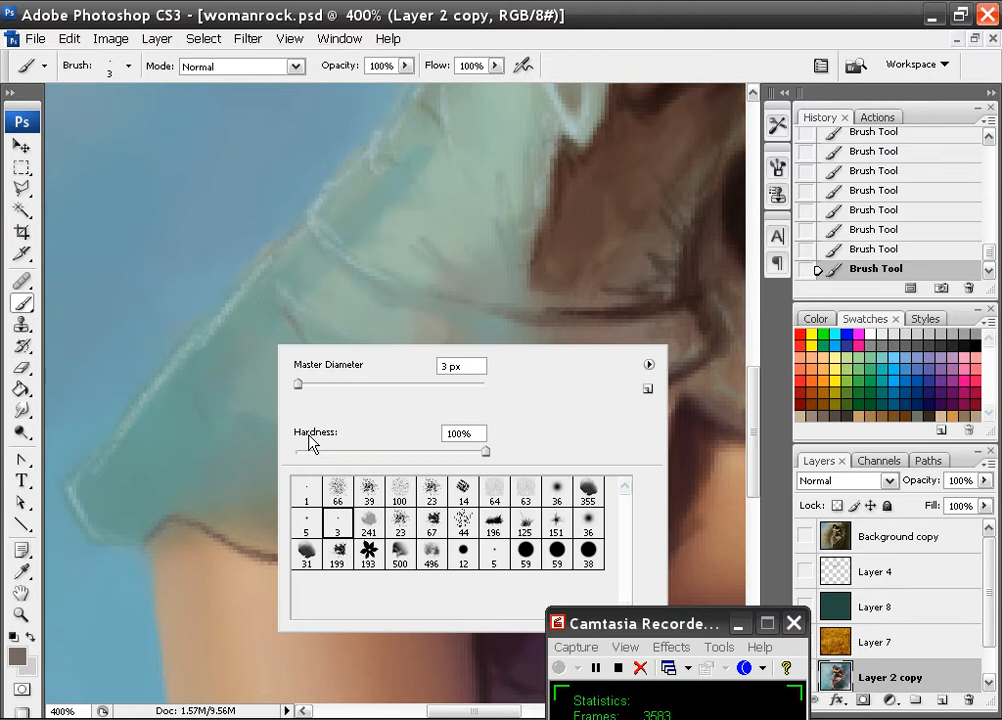 Adobe Photoshop CS3 - [womanrock.psd @ 400% (Layer 2 copy, RGB/8#)]
File Edit Image Layer Select Filter View Window Help
Brush: 3 Mode: Normal Opacity: 100% Flow: 100% Workspace
Ps
History Actions
Brush Tool
Brush Tool
Brush Tool
Brush Tool
Brush Tool
Brush Tool
Brush Tool
Brush Tool
Color Swatches Styles
Master Diameter 3 px
Hardness: 100%
1 66 39 100 23 14 64 63 36 355
5 3 241 23 67 44 196 125 151 36
31 199 193 500 496 12 5 59 59 38
Layers Channels Paths
Normal Opacity: 100%
Lock: Fill: 100%
Background copy
Layer 4
Layer 8
Layer 7
Layer 2 copy
Camtasia Recorde...
Capture View Effects Tools Help
Statistics:
Frames: 3583
400% Doc: 1.57M/9.56M